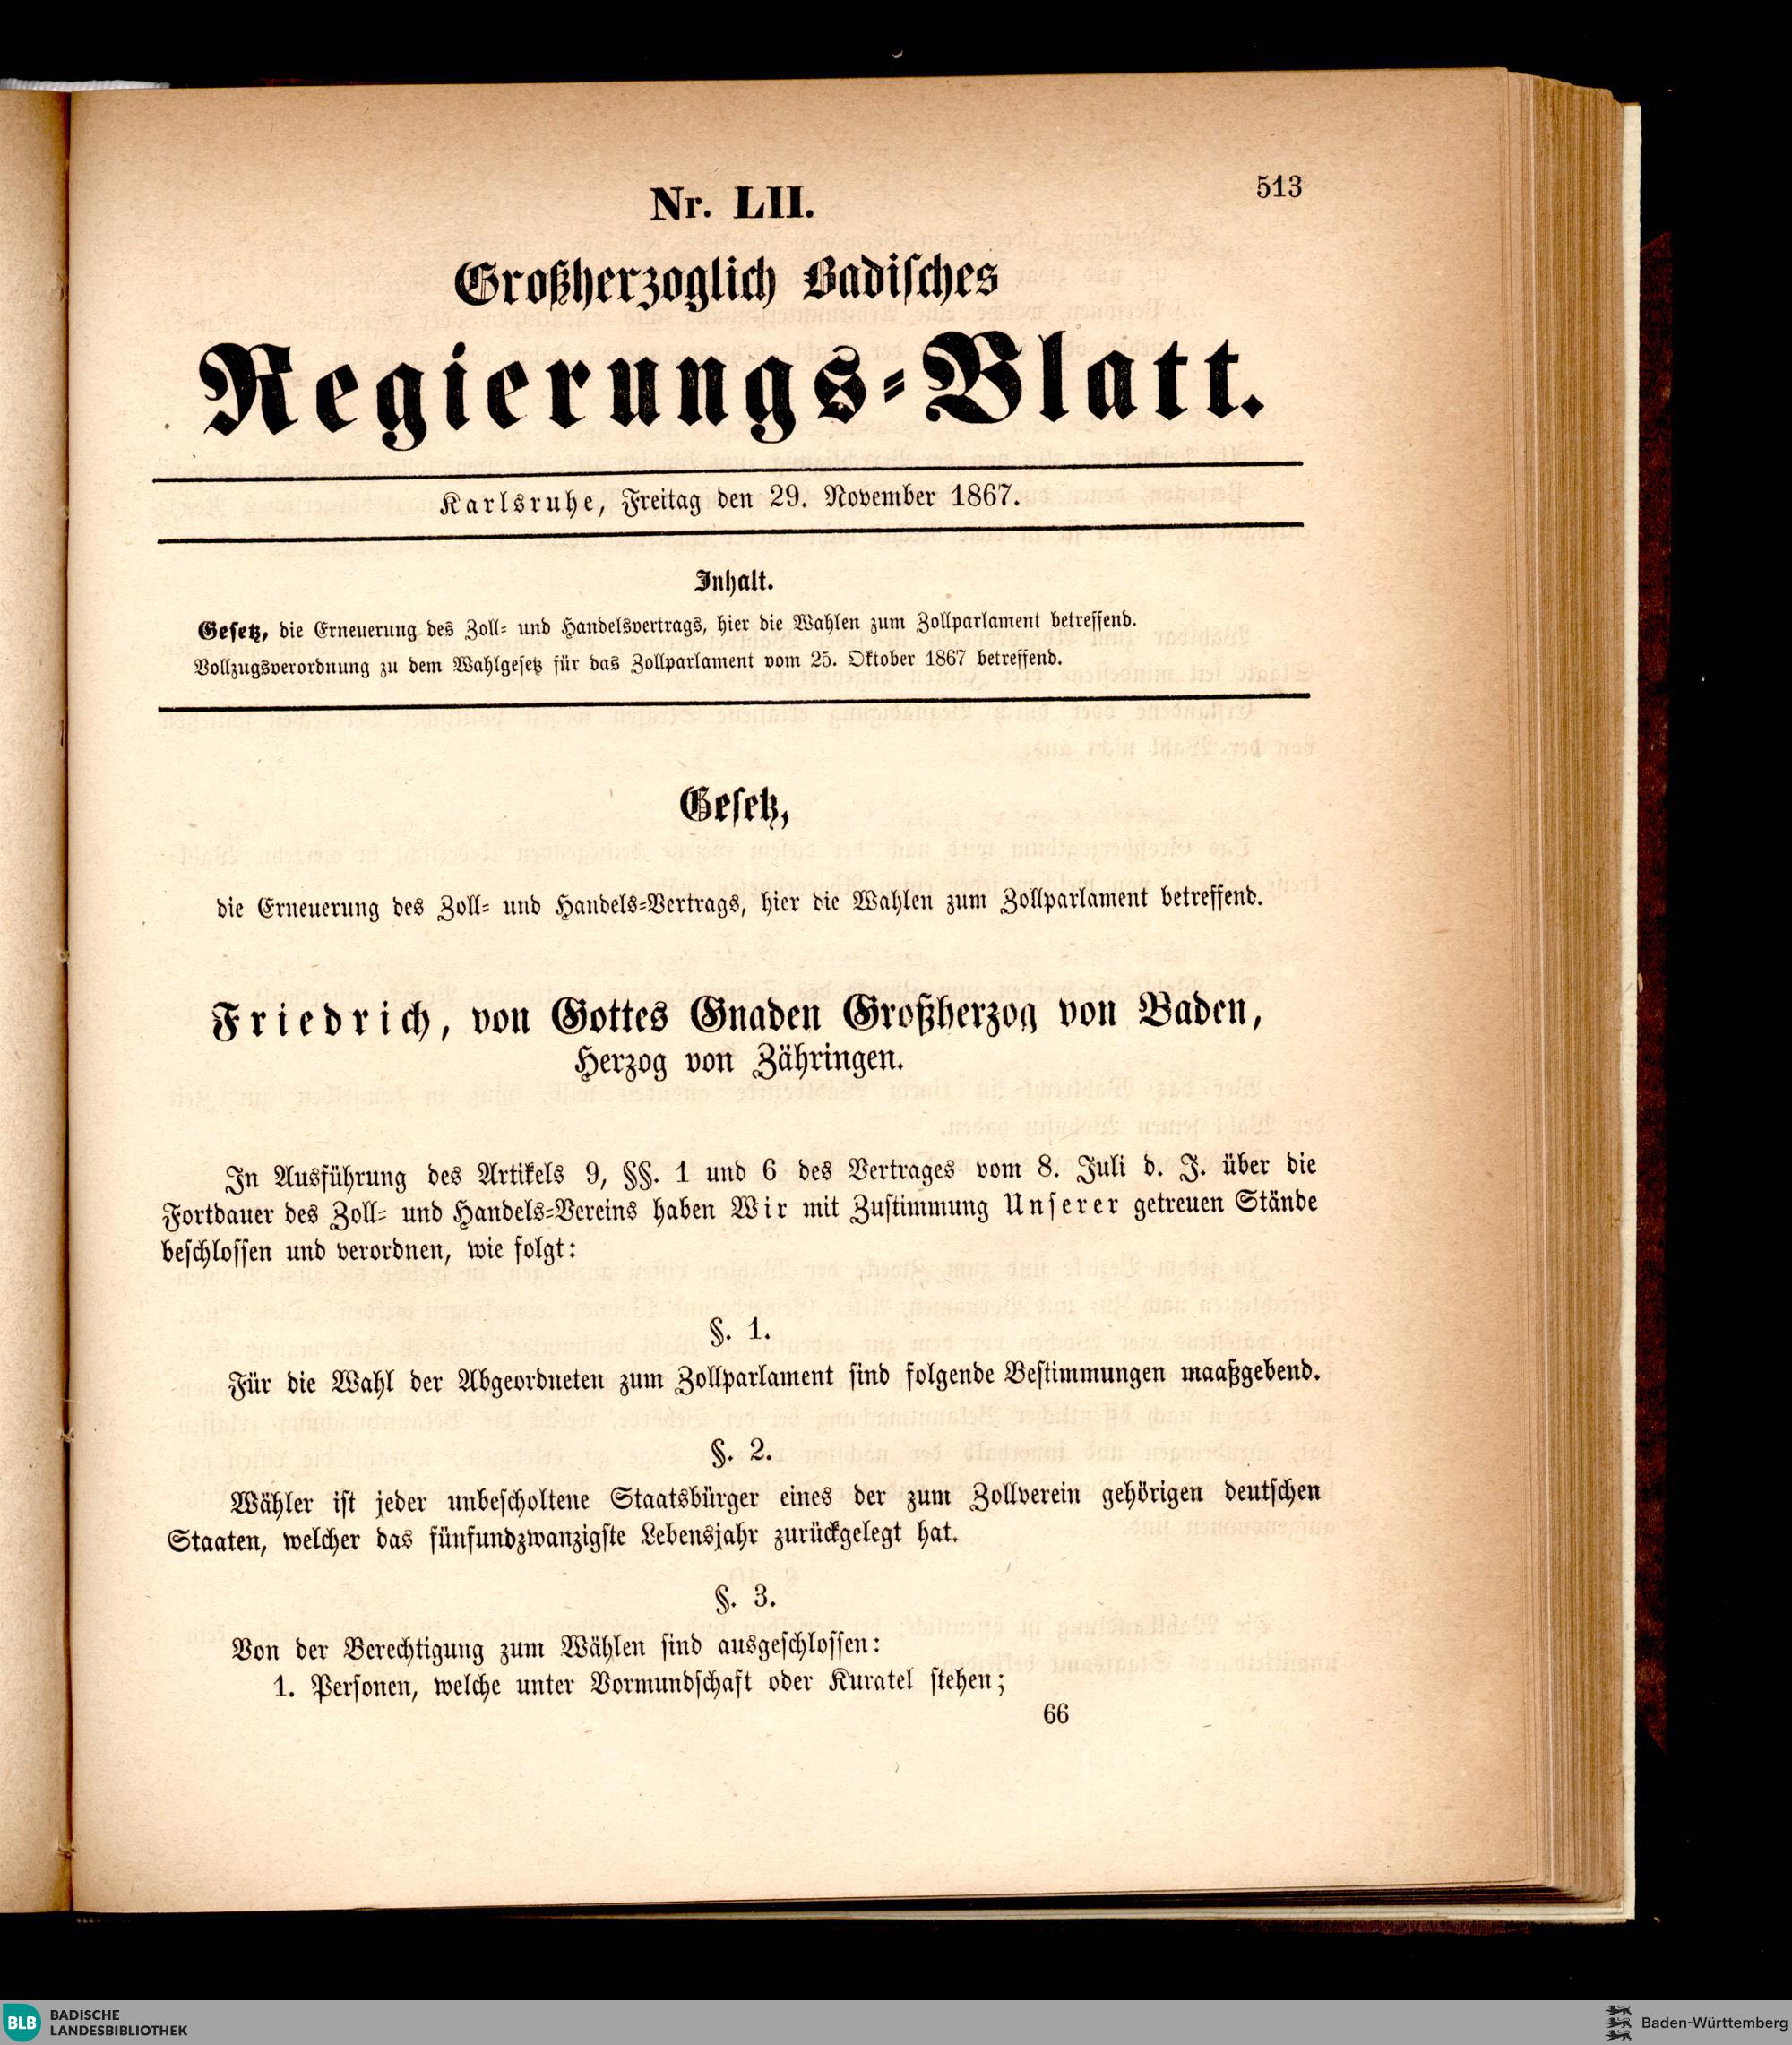 513
Nr. LII.
Großherzoglich Badisches
Regierungs-Blatt.
Karlsruhe, Freitag den 29. November 1867.
Inhalt.
Gesetz, die Erneuerung des Zoll- und Handelsvertrags, hier die Wahlen zum Zollparlament betreffend.
Vollzugsverordnung zu dem Wahlgesetz für das Zollparlament vom 25. Oktober 1867 betreffend.
Gesetz,
die Erneuerung des Zoll- und Handels-Vertrags, hier die Wahlen zum Zollparlament betreffend.
Friedrich, von Gottes Gnaden Großherzog von Baden,
Herzog von Zähringen.
In Ausführung des Artikels 9, §§. 1 und 6 des Vertrages vom 8. Juli d. J. über die
Fortdauer des Zoll- und Handels-Vereins haben Wir mit Zustimmung Unserer getreuen Stände
beschlossen und verordnen, wie folgt:
§. 1.
Für die Wahl der Abgeordneten zum Zollparlament sind folgende Bestimmungen maaßgebend.
§. 2.
Wähler ist jeder unbescholtene Staatsbürger eines der zum Zollverein gehörigen deutschen
Staaten, welcher das fünfundzwanzigste Lebensjahr zurückgelegt hat.
§. 3.
Von der Berechtigung zum Wählen sind ausgeschlossen:
1. Personen, welche unter Vormundschaft oder Kuratel stehen;
66
BLB BADISCHE
LANDESBIBLIOTHEK
Baden-Württemberg